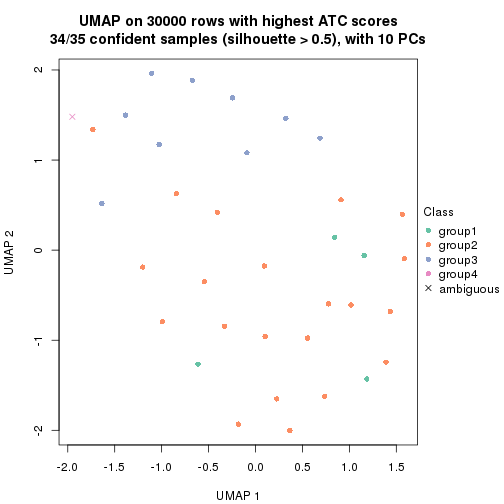 UMAP on 30000 rows with highest ATC scores
34/35 confident samples (silhouette > 0.5), with 10 PCs
2
1
0
-1
-2
UMAP 2
-2.0 -1.5 -1.0 -0.5 0.0 0.5 1.0 1.5
UMAP 1
Class
group1
group2
group3
group4
ambiguous